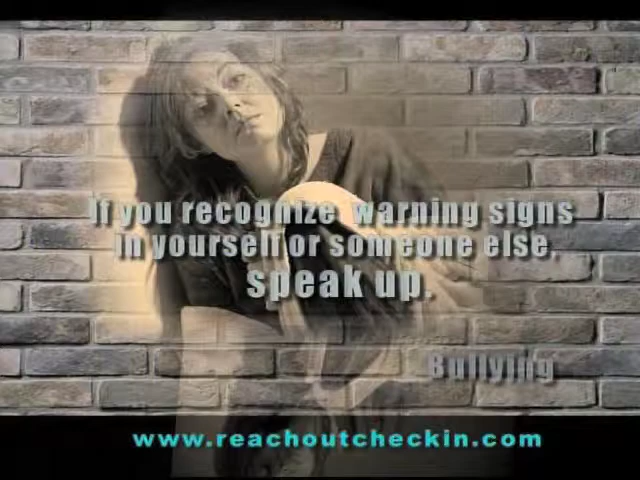 If you recognize warning signs
in yourself or someone else,
speak up.
Bullying
www.reachoutcheckin.com